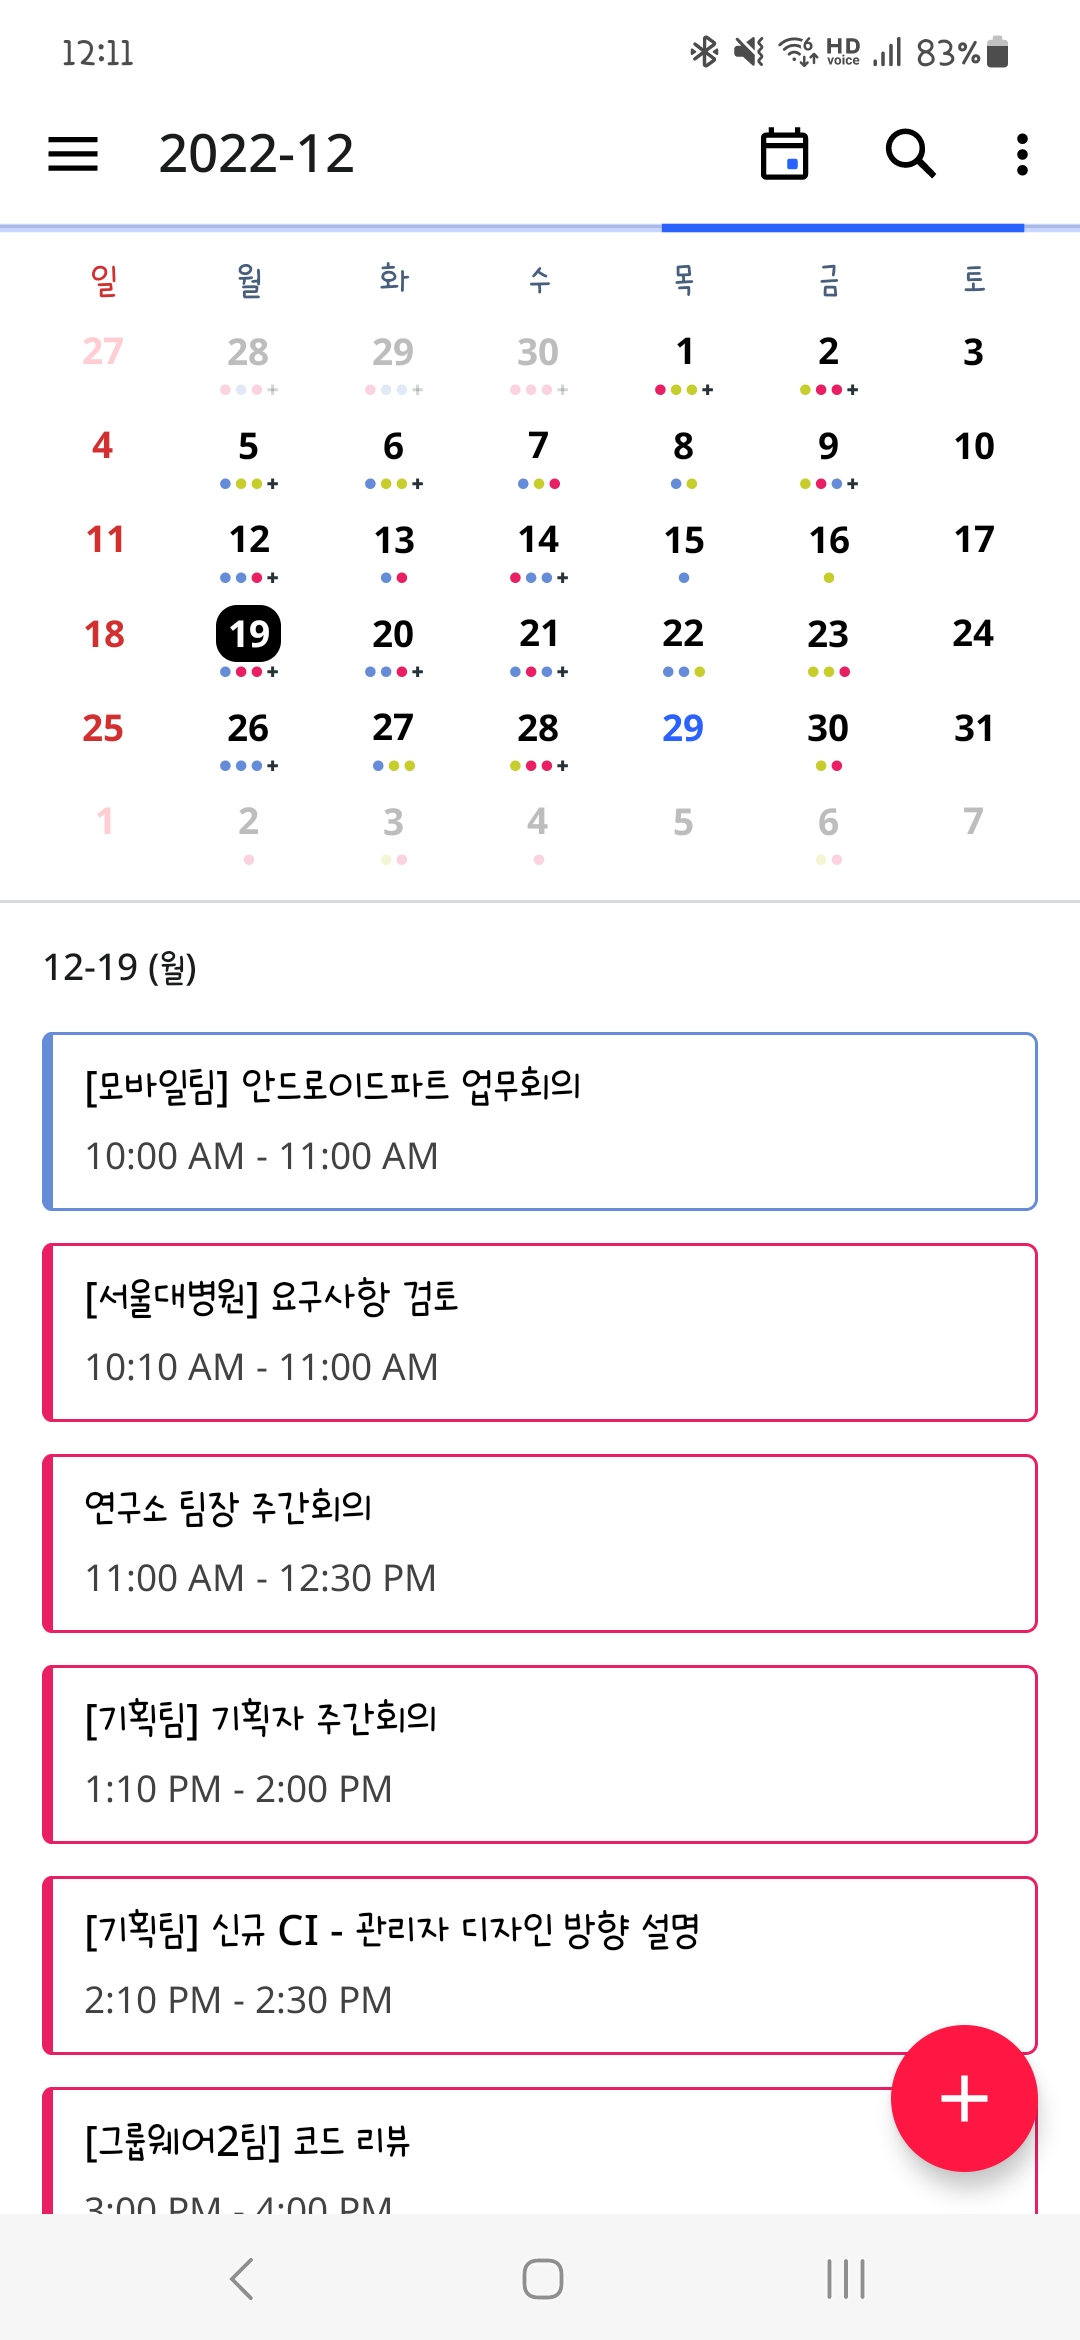 12:11 6 HD voice 83%
2022-12
일 월 화 수 목 금 토
27 28 29 30 1 2 3
4 5 6 7 8 9 10
11 12 13 14 15 16 17
18 19 20 21 22 23 24
25 26 27 28 29 30 31
1 2 3 4 5 6 7
12-19 (월)
[모바일팀] 안드로이드파트 업무회의
10:00 AM - 11:00 AM
[서울대병원] 요구사항 검토
10:10 AM - 11:00 AM
연구소 팀장 주간회의
11:00 AM - 12:30 PM
[기획팀] 기획자 주간회의
1:10 PM - 2:00 PM
[기획팀] 신규 CI - 관리자 디자인 방향 설명
2:10 PM - 2:30 PM
[그룹웨어2팀] 코드 리뷰
3:00 PM - 4:00 PM